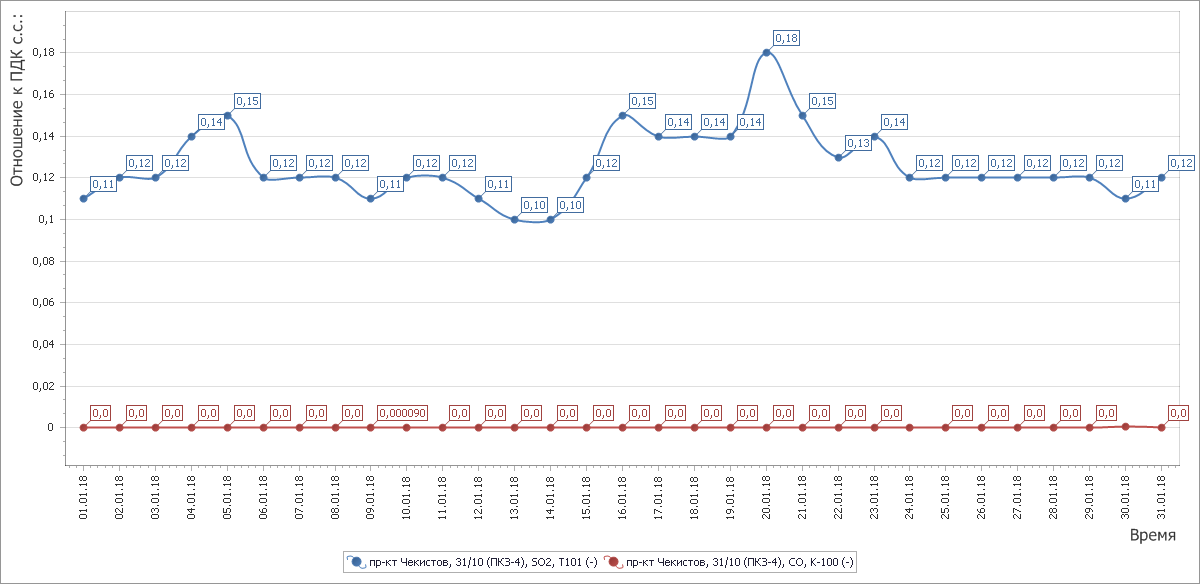 Отношение к ПДК с.с.:
0,18
0,16
0,14
0,12
0,1
0,08
0,06
0,04
0,02
0
0,11 0,12 0,12 0,14 0,15 0,12 0,12 0,12 0,11 0,12 0,12 0,11 0,10 0,10 0,12 0,15 0,14 0,14 0,14 0,18 0,15 0,13 0,14 0,12 0,12 0,12 0,12 0,12 0,12 0,11 0,12
0,0 0,0 0,0 0,0 0,0 0,0 0,0 0,0 0,000090 0,0 0,0 0,0 0,0 0,0 0,0 0,0 0,0 0,0 0,0 0,0 0,0 0,0 0,0 0,0 0,0 0,0 0,0 0,0
01.01.18 02.01.18 03.01.18 04.01.18 05.01.18 06.01.18 07.01.18 08.01.18 09.01.18 10.01.18 11.01.18 12.01.18 13.01.18 14.01.18 15.01.18 16.01.18 17.01.18 18.01.18 19.01.18 20.01.18 21.01.18 22.01.18 23.01.18 24.01.18 25.01.18 26.01.18 27.01.18 28.01.18 29.01.18 30.01.18 31.01.18
Время
пр-кт Чекистов, 31/10 (ПКЗ-4), SO2, T101 (-) пр-кт Чекистов, 31/10 (ПКЗ-4), CO, K-100 (-)